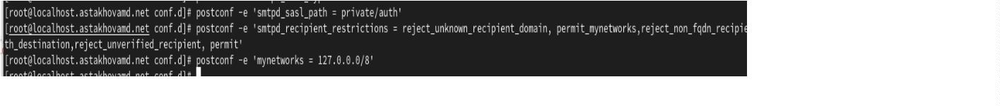 [root@localhost.astakhovamd.net conf.d]# postconf -e 'smtpd_sasl_path = private/auth'
[root@localhost.astakhovamd.net conf.d]# postconf -e 'smtpd_recipient_restrictions = reject_unknown_recipient_domain, permit_mynetworks,reject_non_fqdn_recipie
th_destination,reject_unverified_recipient, permit'
[root@localhost.astakhovamd.net conf.d]# postconf -e 'mynetworks = 127.0.0.0/8'
[root@localhost.astakhovamd.net conf.d]#